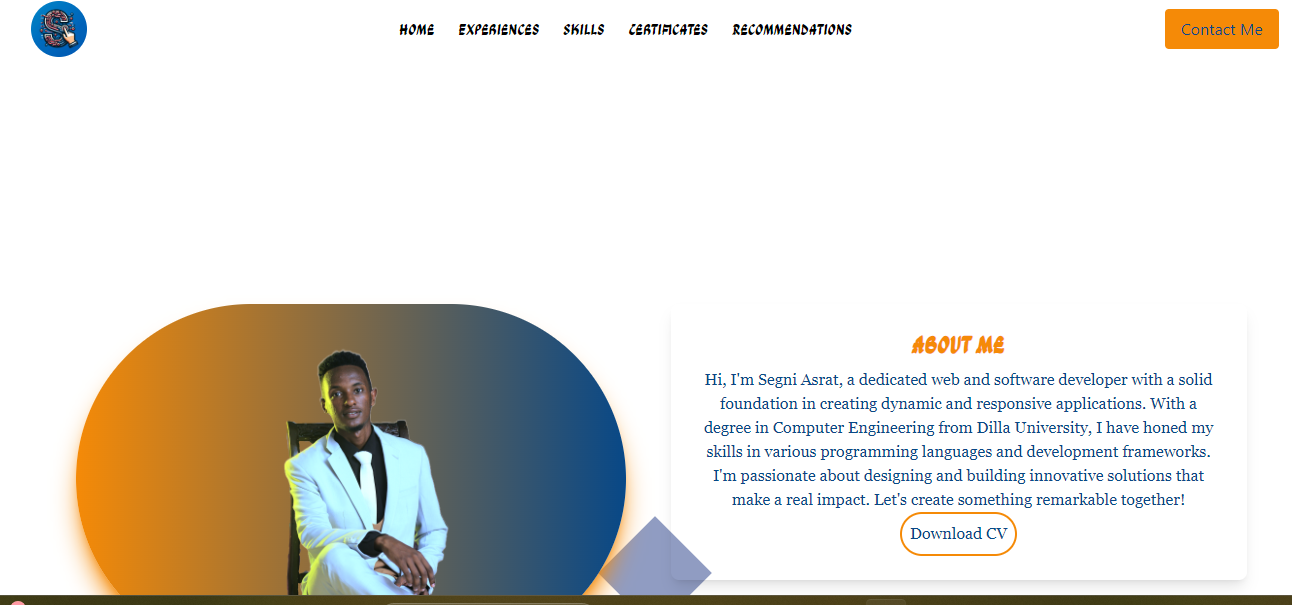 HOME EXPERIENCES SKILLS CERTIFICATES RECOMMENDATIONS Contact Me
ABOUT ME
Hi, I'm Segni Asrat, a dedicated web and software developer with a solid
foundation in creating dynamic and responsive applications. With a
degree in Computer Engineering from Dilla University, I have honed my
skills in various programming languages and development frameworks.
I'm passionate about designing and building innovative solutions that
make a real impact. Let's create something remarkable together!
Download CV